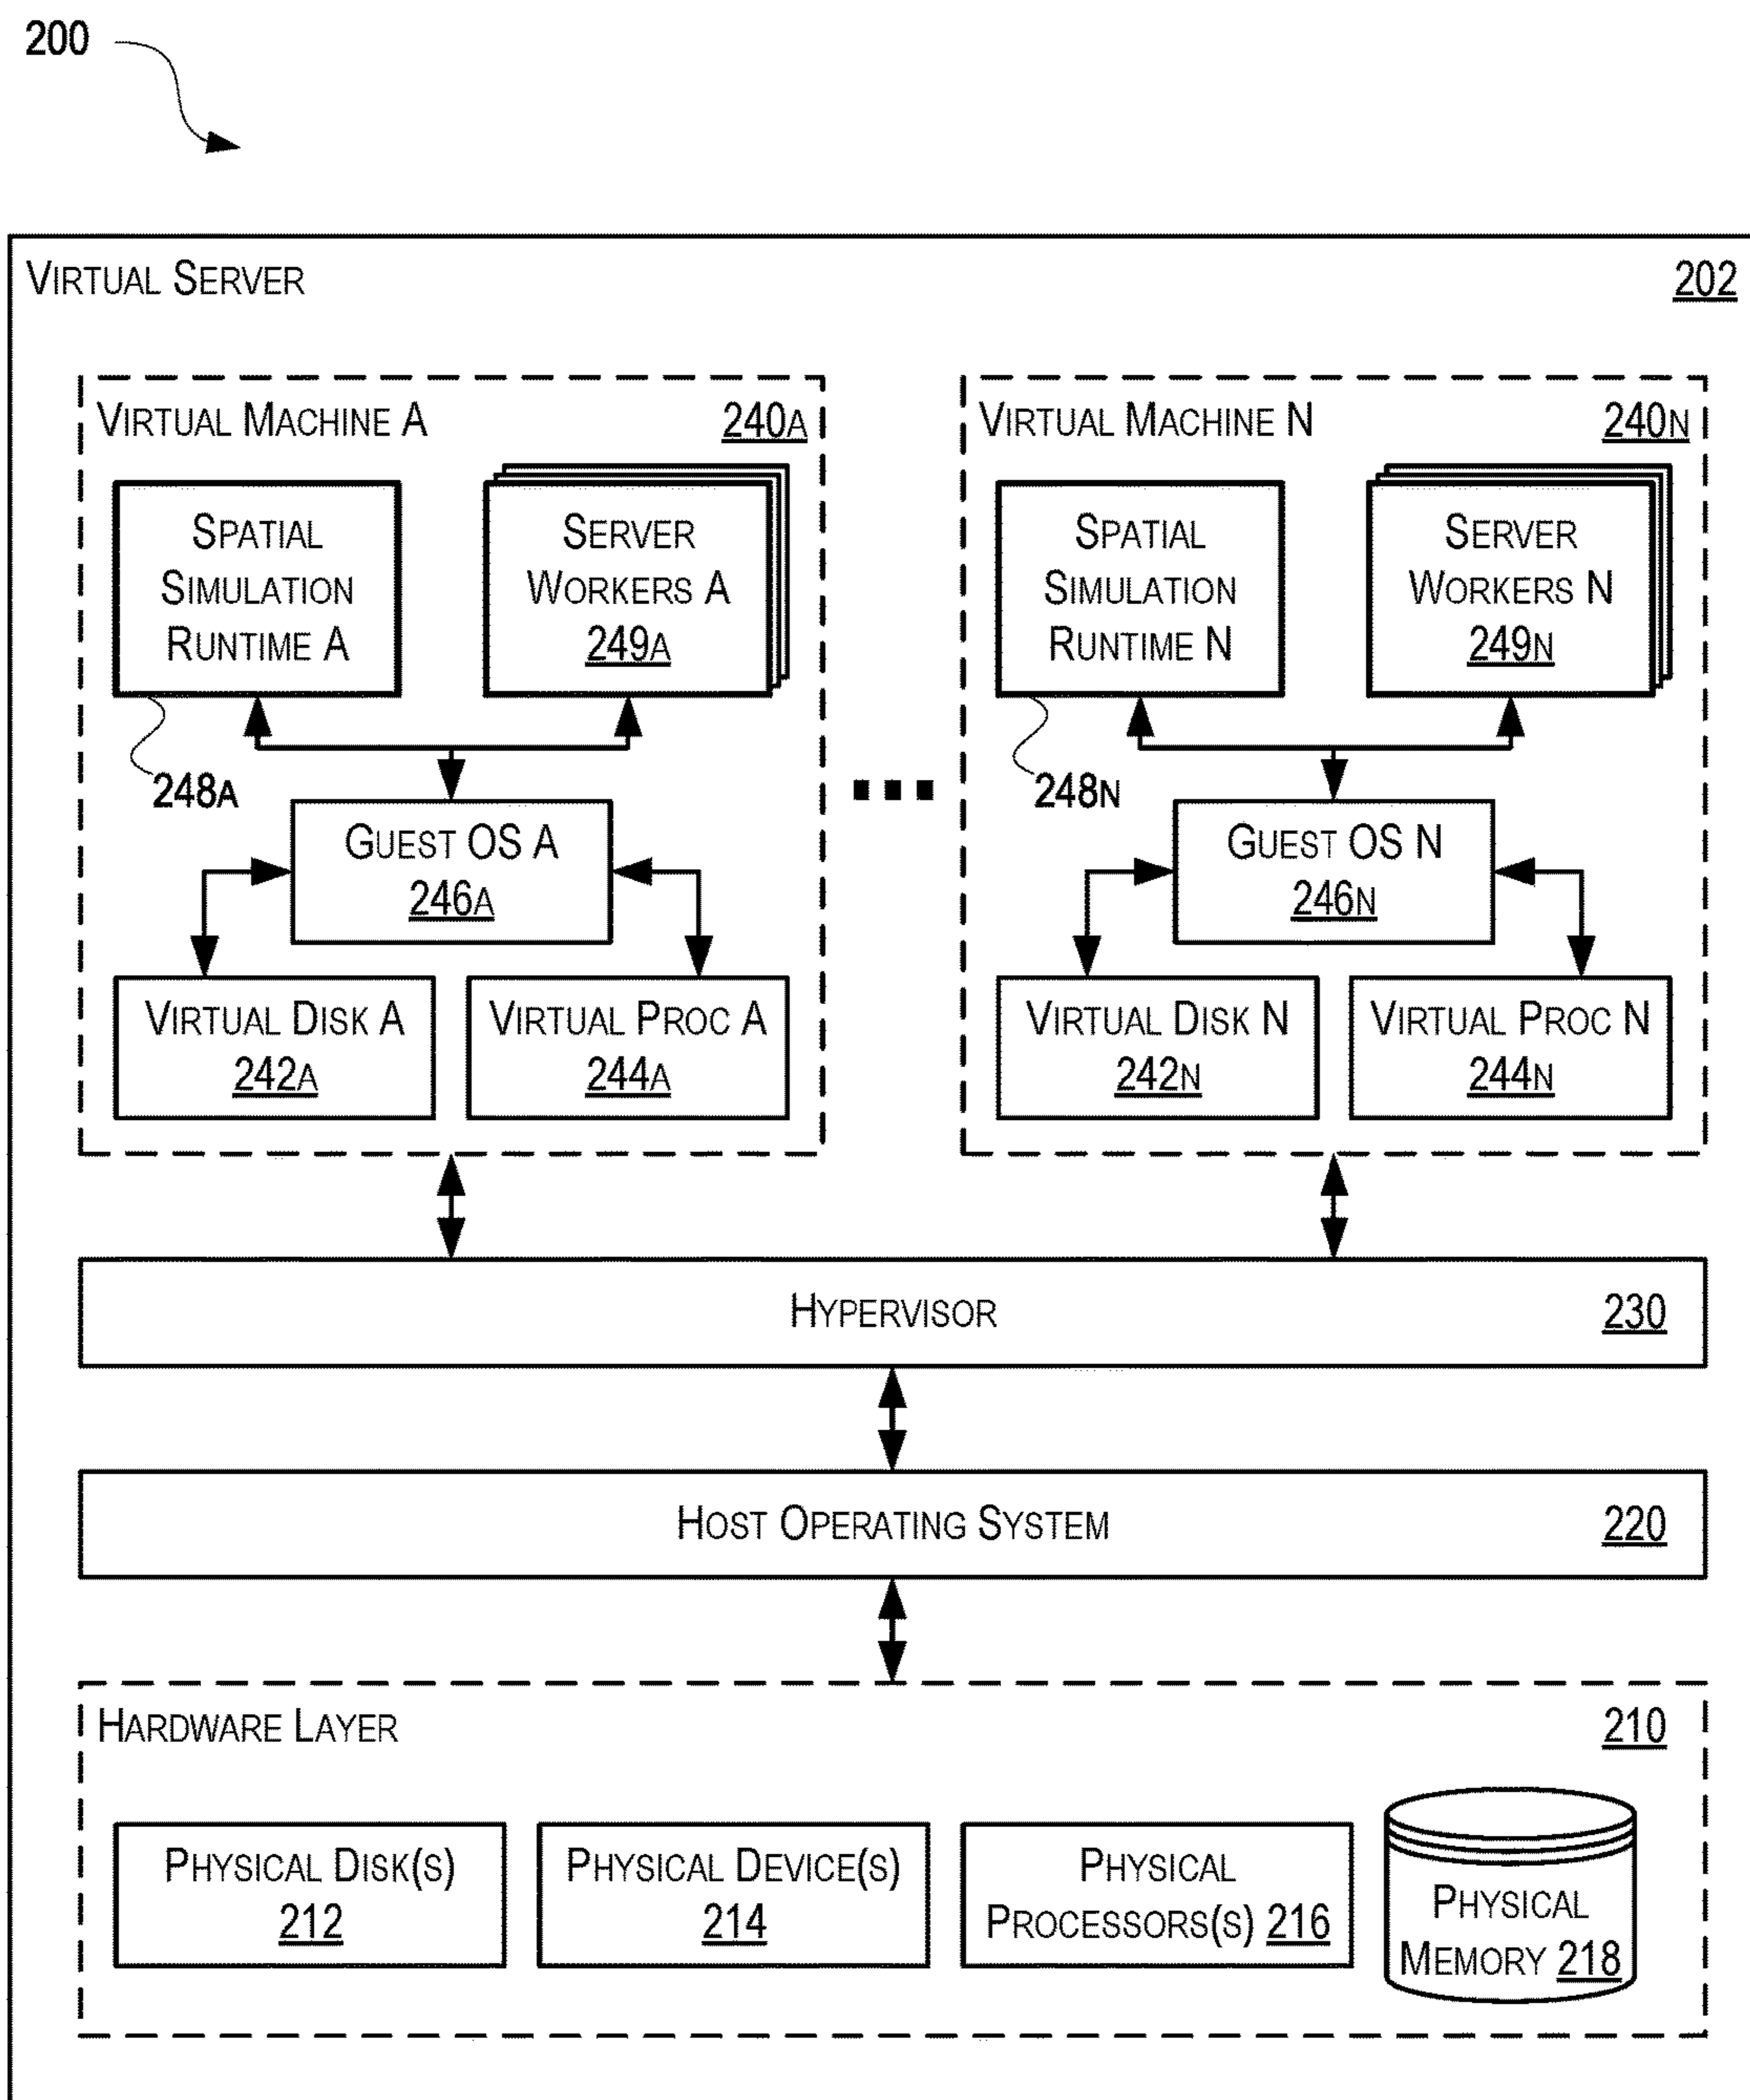 200
Virtual Server 202
Virtual Machine A 240A
Spatial
Simulation
Runtime A
248A
Server
Workers A
249A
Guest OS A
246A
Virtual Disk A
242A
Virtual Proc A
244A
Virtual Machine N 240N
Spatial
Simulation
Runtime N
248N
Server
Workers N
249N
Guest OS N
246N
Virtual Disk N
242N
Virtual Proc N
244N
Hypervisor 230
Host Operating System 220
Hardware Layer 210
Physical Disk(s)
212
Physical Device(s)
214
Physical
Processors(s) 216
Physical
Memory 218